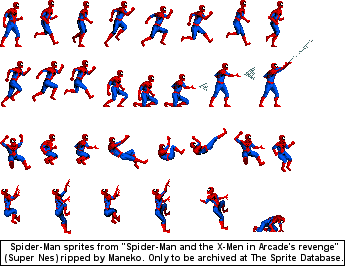 Spider-Man sprites from "Spider-Man and the X-Men in Arcade's revenge"
(Super Nes) ripped by Maneko. Only to be archived at The Sprite Database.